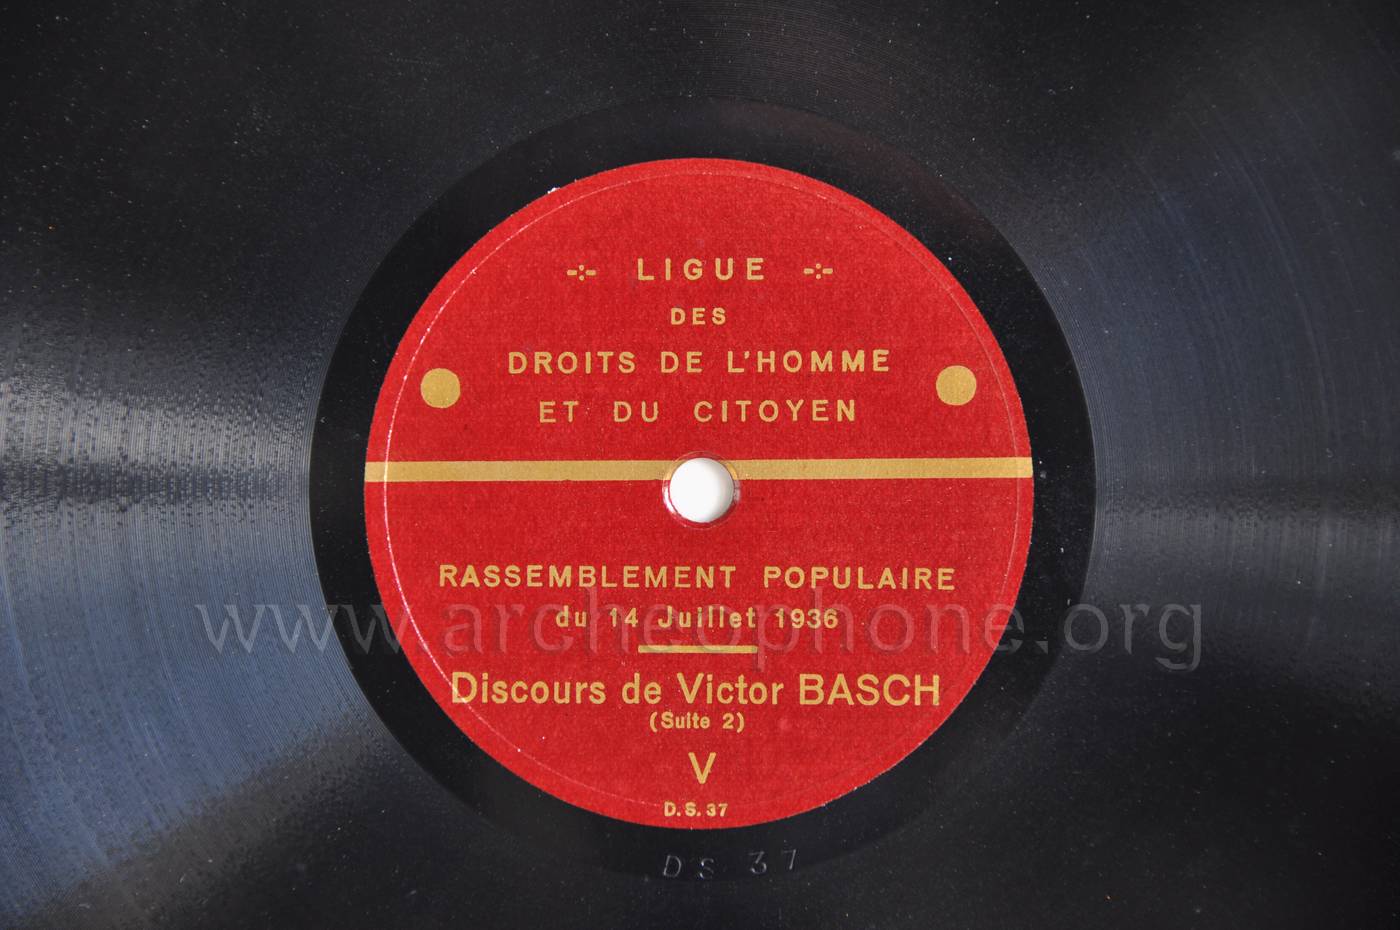 LIGUE
DES
DROITS DE L'HOMME
ET DU CITOYEN
RASSEMBLEMENT POPULAIRE
du 14 Juillet 1936
www.archeophone.org
Discours de Victor BASCH
(Suite 2)
V
D.S. 37
DS 37